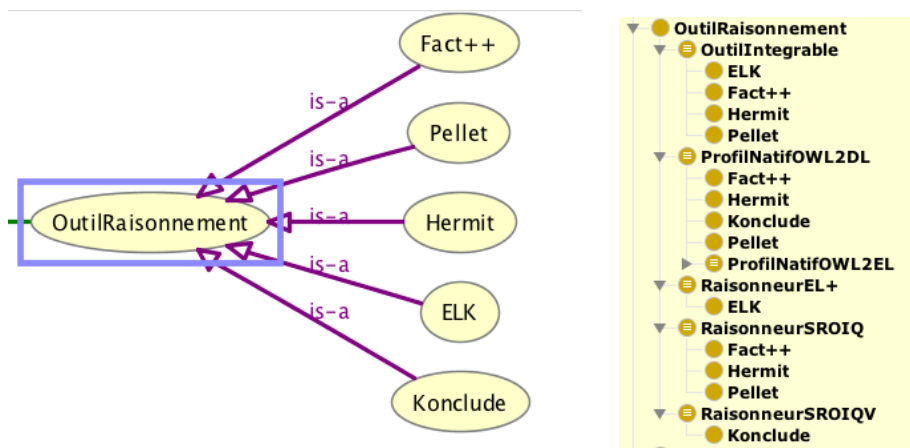 Fact++
is-a
Pellet
is-a
OutilRaisonnement
is-a
Hermit
is-a
ELK
is-a
Konclude
OutilRaisonnement
OutilIntegrable
ELK
Fact++
Hermit
Pellet
ProfilNatifOWL2DL
Fact++
Hermit
Konclude
Pellet
ProfilNatifOWL2EL
RaisonneurEL+
ELK
RaisonneurSROIQ
Fact++
Hermit
Pellet
RaisonneurSROIQV
Konclude